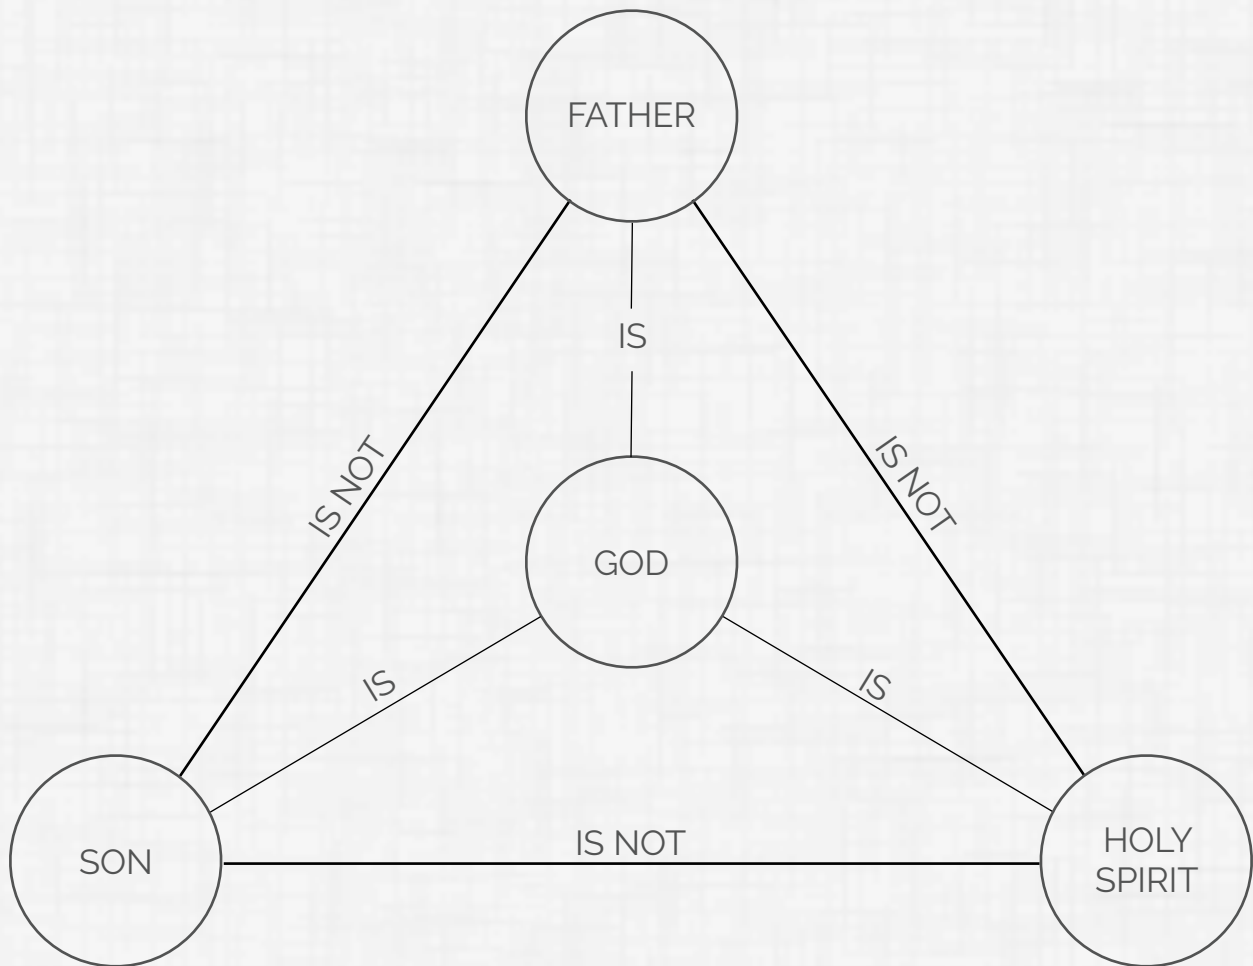 FATHER
IS
IS NOT
IS NOT
GOD
IS
IS
SON
IS NOT
HOLY
SPIRIT